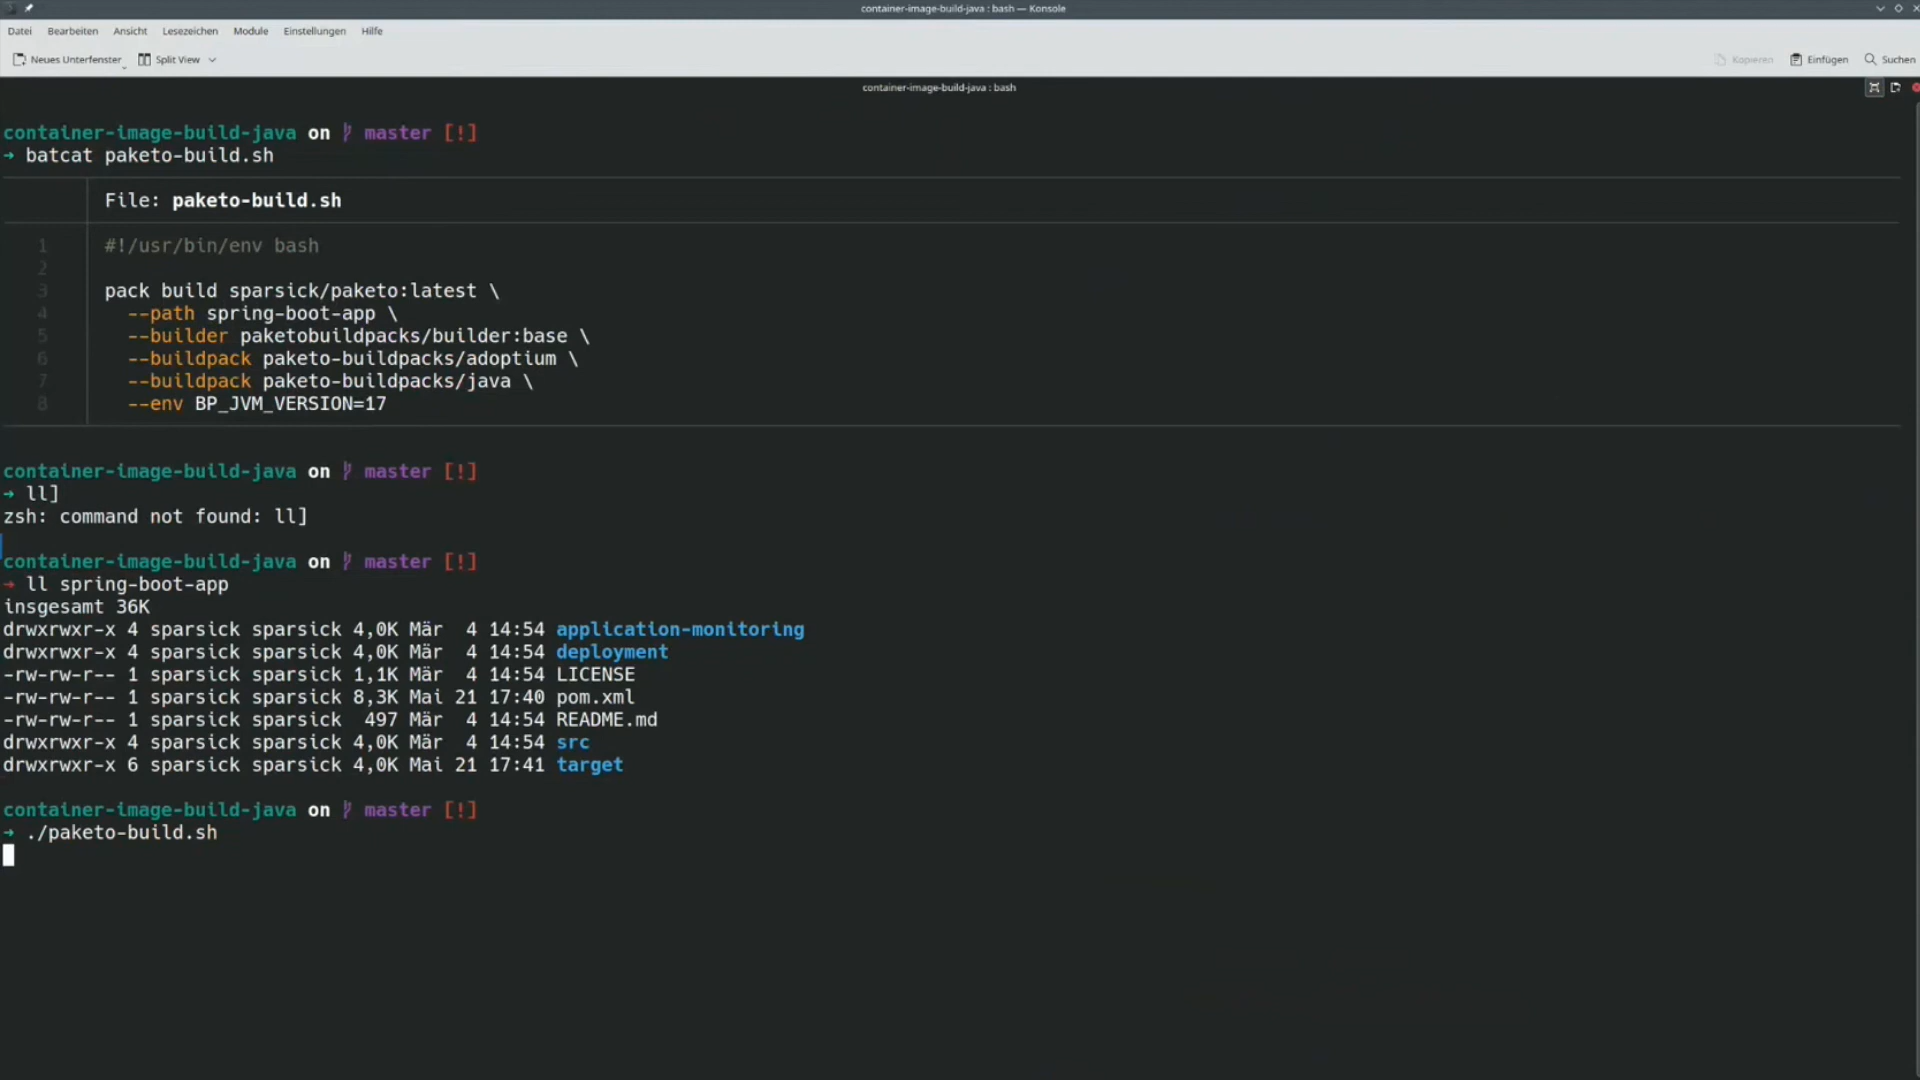 container-image-build-java : bash — Konsole
Datei Bearbeiten Ansicht Lesezeichen Module Einstellungen Hilfe
Neues Unterfenster Split View Kopieren Einfügen Suchen
container-image-build-java : bash
container-image-build-java on master [!]
➜ batcat paketo-build.sh
File: paketo-build.sh
1 #!/usr/bin/env bash
2
3 pack build sparsick/paketo:latest \
4 --path spring-boot-app \
5 --builder paketobuildpacks/builder:base \
6 --buildpack paketo-buildpacks/adoptium \
7 --buildpack paketo-buildpacks/java \
8 --env BP_JVM_VERSION=17
container-image-build-java on master [!]
➜ ll]
zsh: command not found: ll]
container-image-build-java on master [!]
➜ ll spring-boot-app
insgesamt 36K
drwxrwxr-x 4 sparsick sparsick 4,0K Mär  4 14:54 application-monitoring
drwxrwxr-x 4 sparsick sparsick 4,0K Mär  4 14:54 deployment
-rw-rw-r-- 1 sparsick sparsick 1,1K Mär  4 14:54 LICENSE
-rw-rw-r-- 1 sparsick sparsick 8,3K Mai 21 17:40 pom.xml
-rw-rw-r-- 1 sparsick sparsick  497 Mär  4 14:54 README.md
drwxrwxr-x 4 sparsick sparsick 4,0K Mär  4 14:54 src
drwxrwxr-x 6 sparsick sparsick 4,0K Mai 21 17:41 target
container-image-build-java on master [!]
➜ ./paketo-build.sh